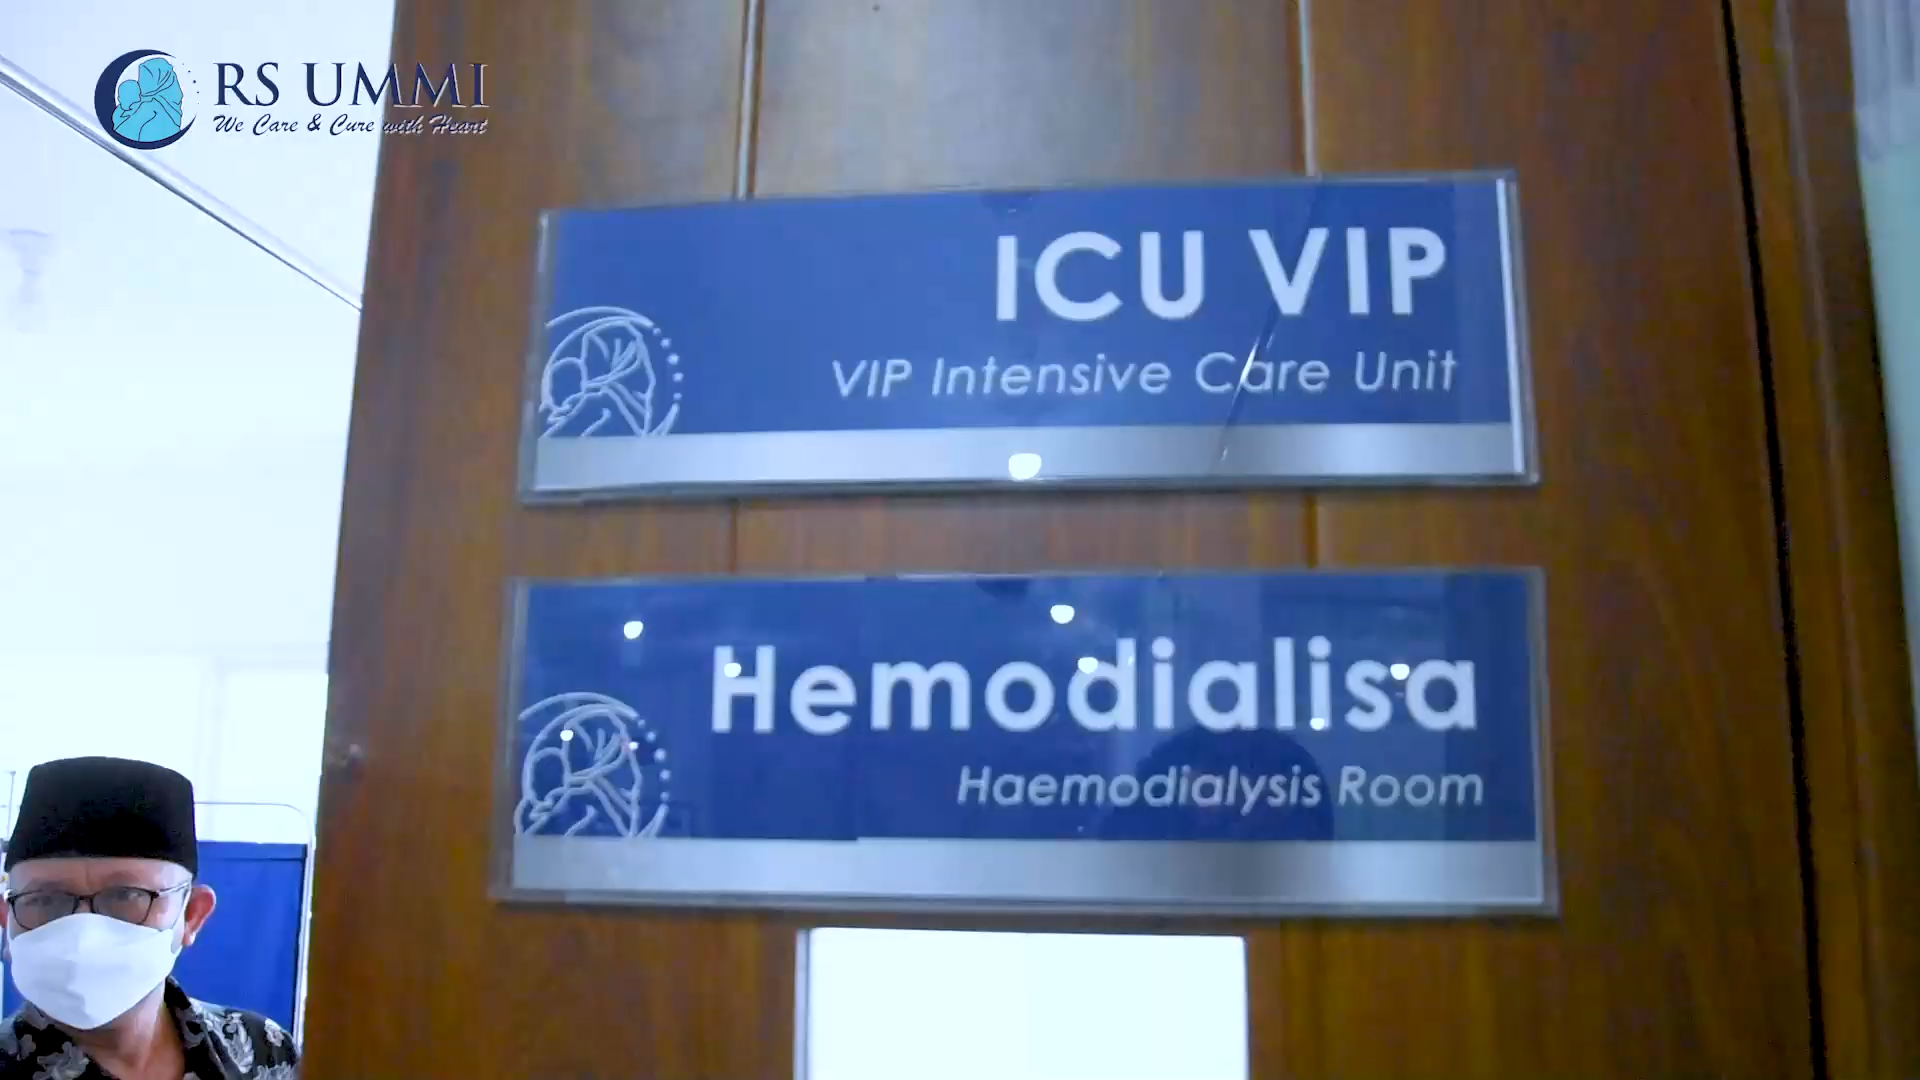 RS UMMI
We Care & Cure with Heart
ICU VIP
VIP Intensive Care Unit
Hemodialisa
Haemodialysis Room